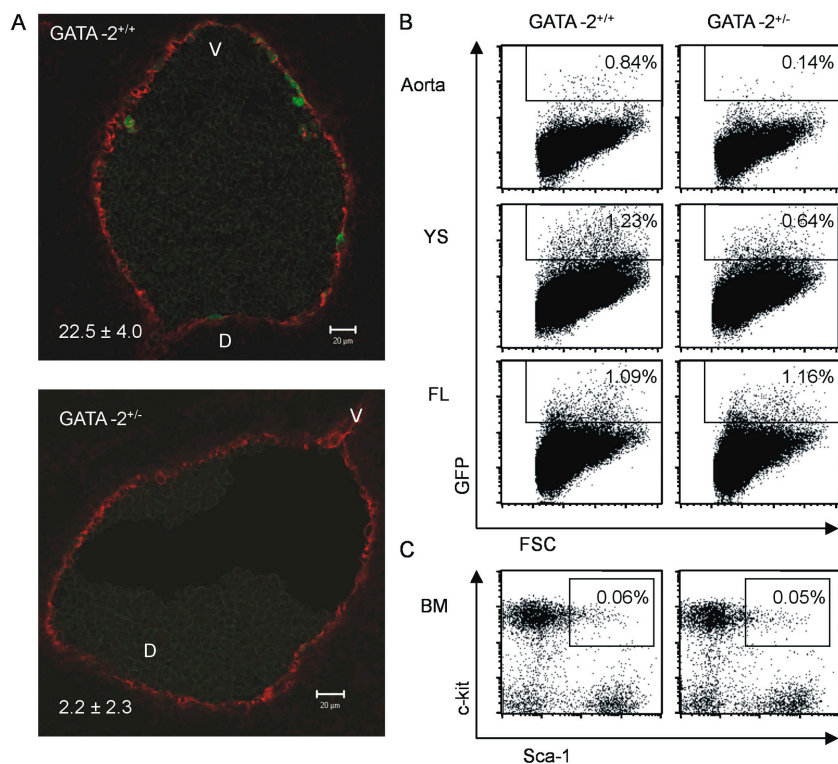 A
GATA-2+/+
V
22.5 ± 4.0
D
20 µm
GATA-2+/-
V
D
2.2 ± 2.3
20 µm
B
GATA-2+/+
GATA-2+/-
Aorta
0.84%
0.14%
YS
1.23%
0.64%
FL
1.09%
1.16%
GFP
FSC
C
BM
0.06%
0.05%
c-kit
Sca-1